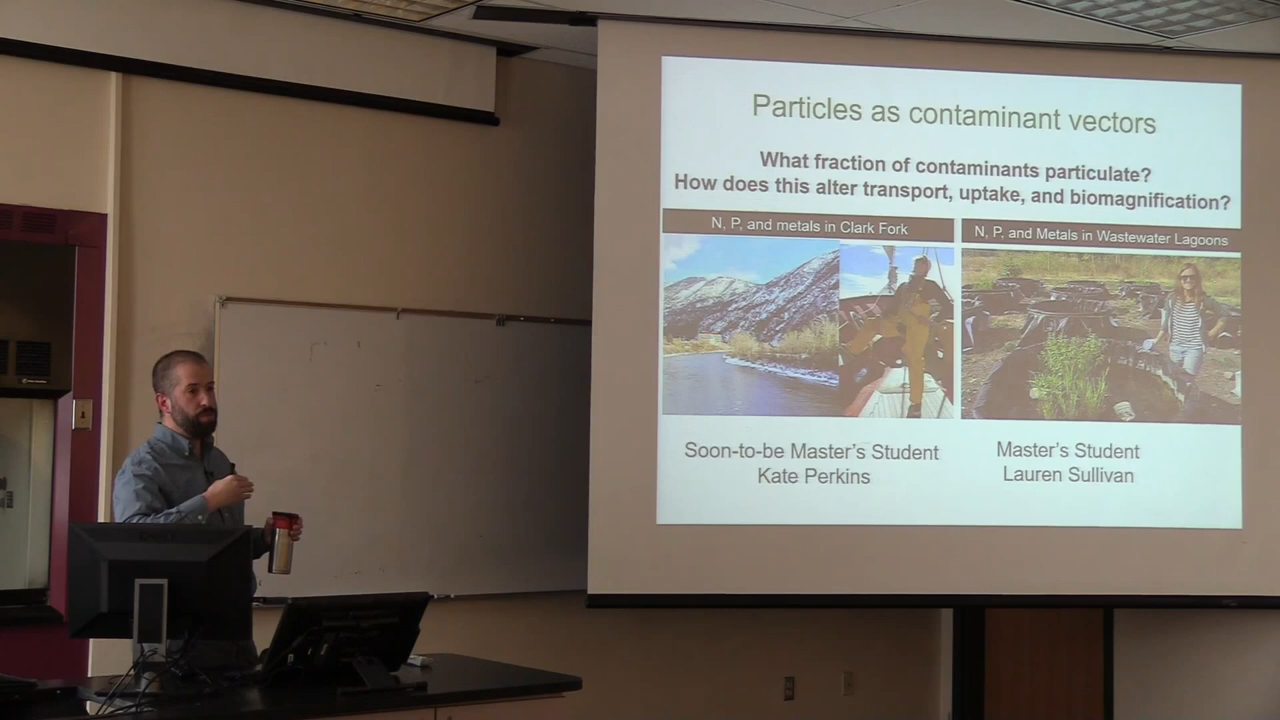 Particles as contaminant vectors
What fraction of contaminants particulate?
How does this alter transport, uptake, and biomagnification?
N, P, and metals in Clark Fork
N, P, and Metals in Wastewater Lagoons
Soon-to-be Master's Student
Kate Perkins
Master's Student
Lauren Sullivan